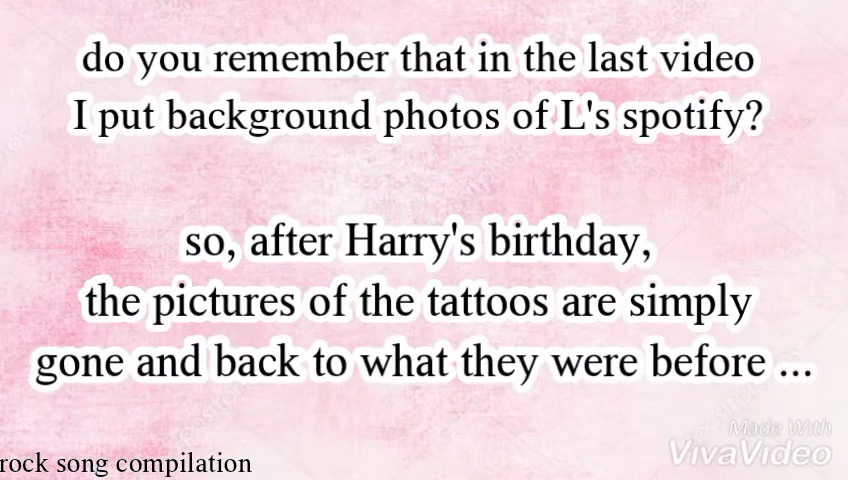 do you remember that in the last video
I put background photos of L's spotify?
so, after Harry's birthday,
the pictures of the tattoos are simply
gone and back to what they were before ...
Made With
VivaVideo
rock song compilation